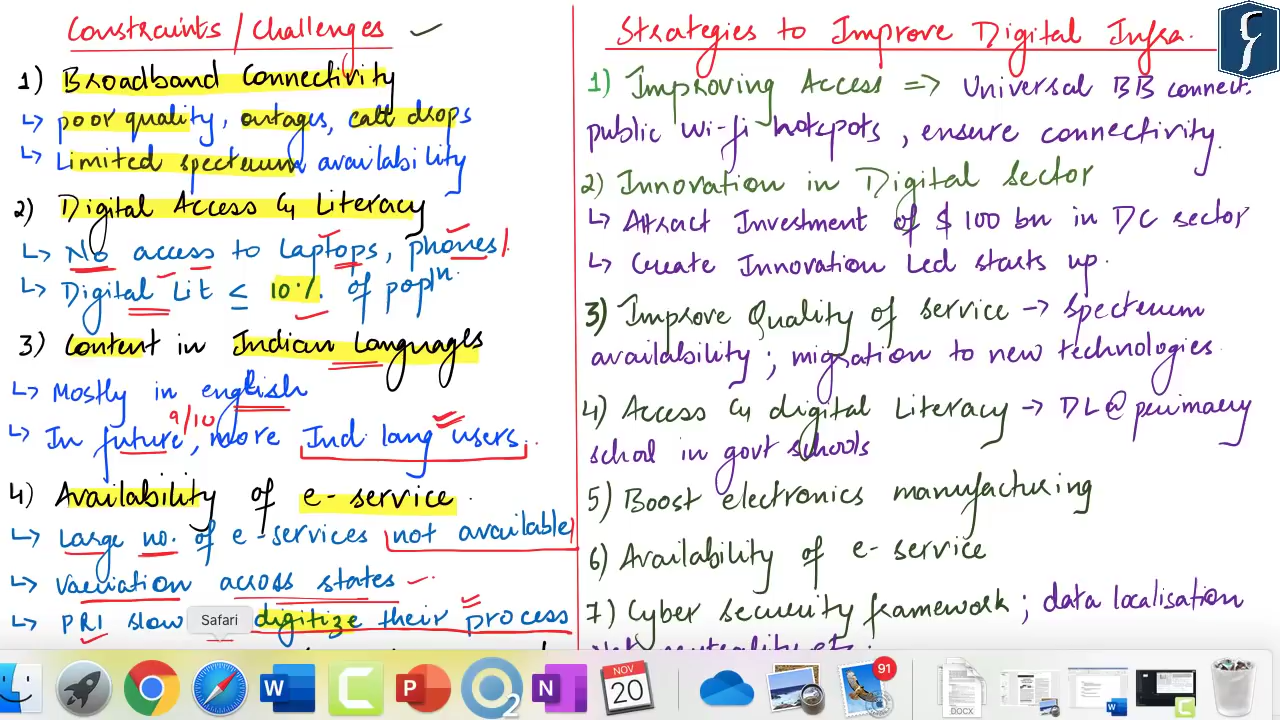 Constraints / Challenges
1) Broadband Connectivity
↳ poor quality, outages, call drops
↳ Limited spectrum availability
2) Digital Access & Literacy
↳ No access to laptops, phones
↳ Digital Lit ≤ 10% of popln.
3) Content in Indian Languages
↳ Mostly in english
9/10
↳ In future, more Ind lang users.
4) Availability of e-service
↳ Large no. of e-services not available
↳ Variation across states
↳ PRI slow digitize their process
Strategies to Improve Digital Infra.
1) Improving Access => Universal BB connect.
public Wi-fi hotspots, ensure connectivity.
2) Innovation in Digital Sector
↳ Attract Investment of $ 100 bn in DC sector
↳ Create Innovation Led starts up.
3) Improve Quality of service → spectrum
availability; migration to new technologies
4) Access & digital Literacy → DL @ primary
school in govt schools
5) Boost electronics manufacturing
6) Availability of e-service
7) Cyber security framework; data localisation
Net neutrality etc.
Safari
W
P
N
NOV
20
91
DOCX